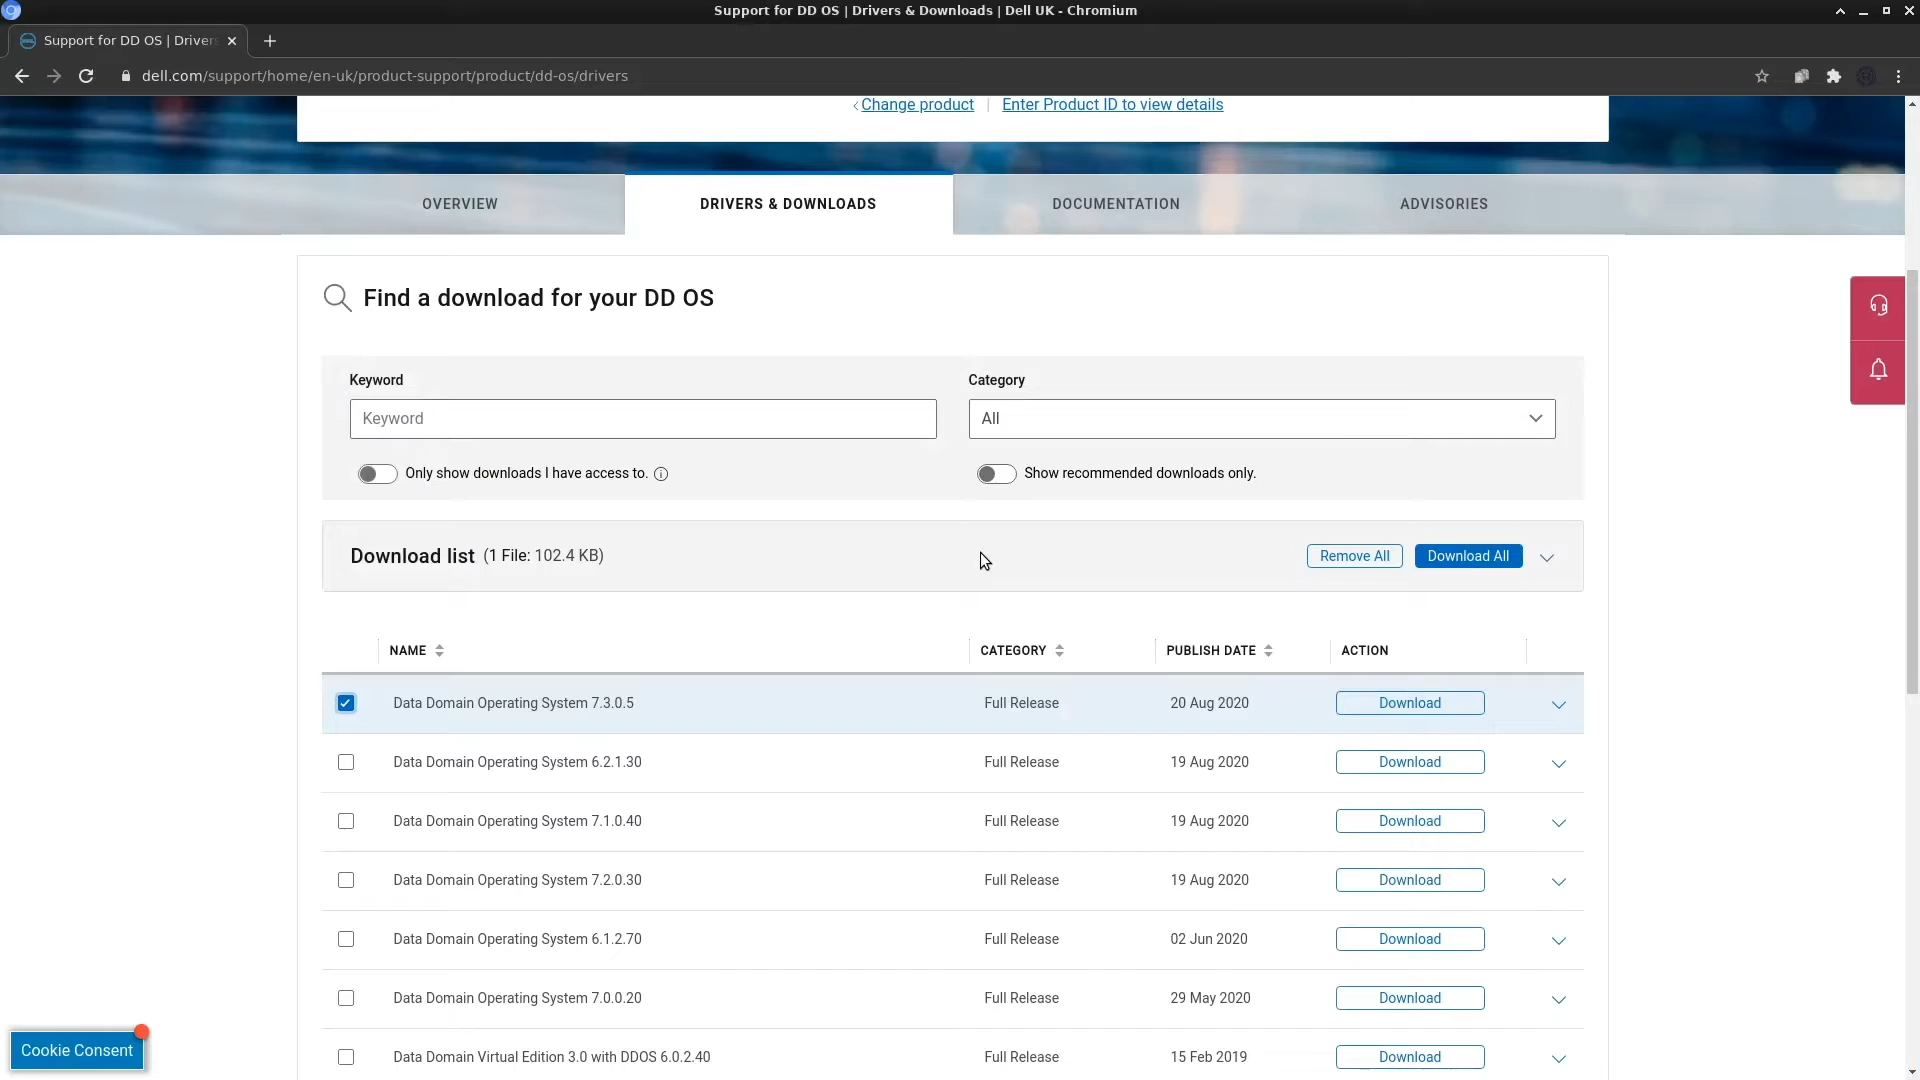 Support for DD OS | Drivers & Downloads | Dell UK - Chromium
Support for DD OS | Driver
dell.com/support/home/en-uk/product-support/product/dd-os/drivers
Change product | Enter Product ID to view details
OVERVIEW
DRIVERS & DOWNLOADS
DOCUMENTATION
ADVISORIES
Find a download for your DD OS
Keyword
Category
Keyword
All
Only show downloads I have access to.
Show recommended downloads only.
Download list (1 File: 102.4 KB)
Remove All
Download All
NAME CATEGORY PUBLISH DATE ACTION
Data Domain Operating System 7.3.0.5 Full Release 20 Aug 2020 Download
Data Domain Operating System 6.2.1.30 Full Release 19 Aug 2020 Download
Data Domain Operating System 7.1.0.40 Full Release 19 Aug 2020 Download
Data Domain Operating System 7.2.0.30 Full Release 19 Aug 2020 Download
Data Domain Operating System 6.1.2.70 Full Release 02 Jun 2020 Download
Data Domain Operating System 7.0.0.20 Full Release 29 May 2020 Download
Data Domain Virtual Edition 3.0 with DDOS 6.0.2.40 Full Release 15 Feb 2019 Download
Cookie Consent